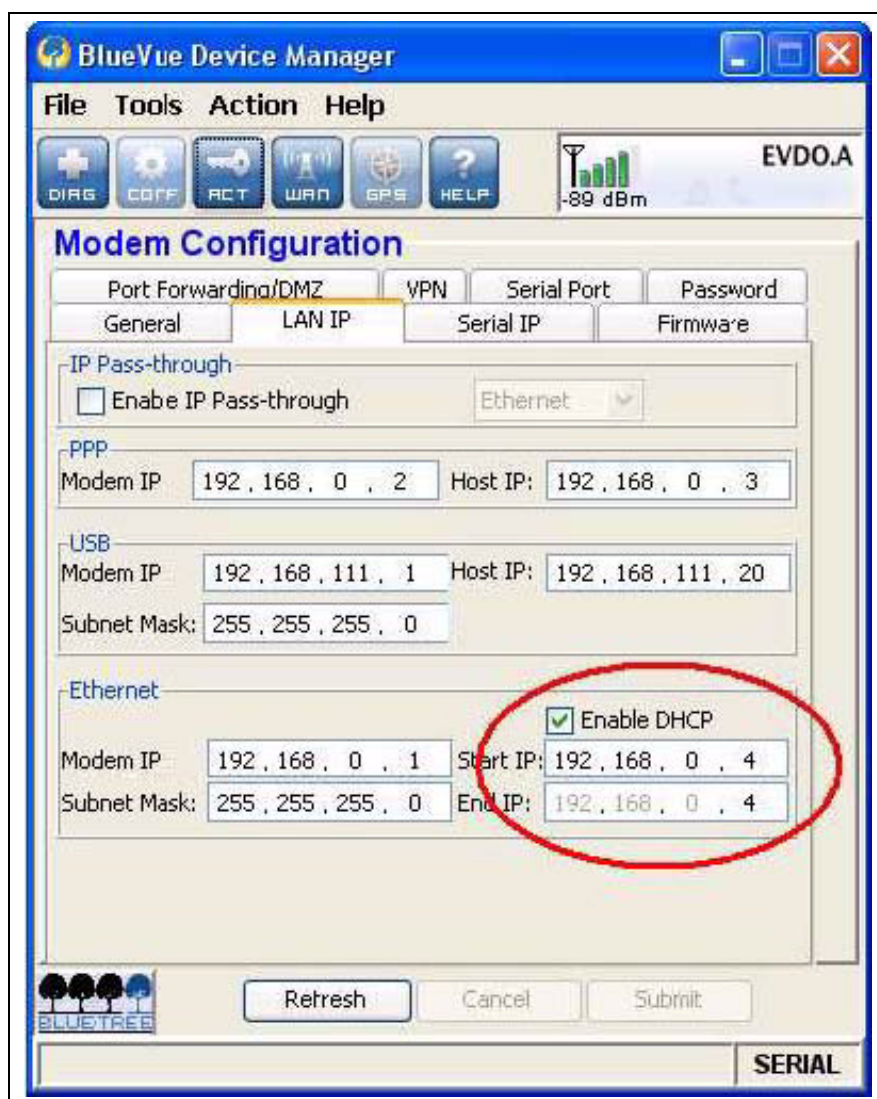 BlueVue Device Manager
File Tools Action Help
DIAG CONF ACT WAN GPS HELP -89 dBm EVDO.A
Modem Configuration
Port Forwarding/DMZ VPN Serial Port Password
General LAN IP Serial IP Firmware
IP Pass-through
Enabe IP Pass-through Ethernet
PPP
Modem IP 192 . 168 . 0 . 2 Host IP: 192 . 168 . 0 . 3
USB
Modem IP 192 . 168 . 111 . 1 Host IP: 192 . 168 . 111 . 20
Subnet Mask: 255 . 255 . 255 . 0
Ethernet
Enable DHCP
Modem IP 192 . 168 . 0 . 1 Start IP: 192 . 168 . 0 . 4
Subnet Mask: 255 . 255 . 255 . 0 End IP: 192 . 168 . 0 . 4
BLUETREE Refresh Cancel Submit
SERIAL